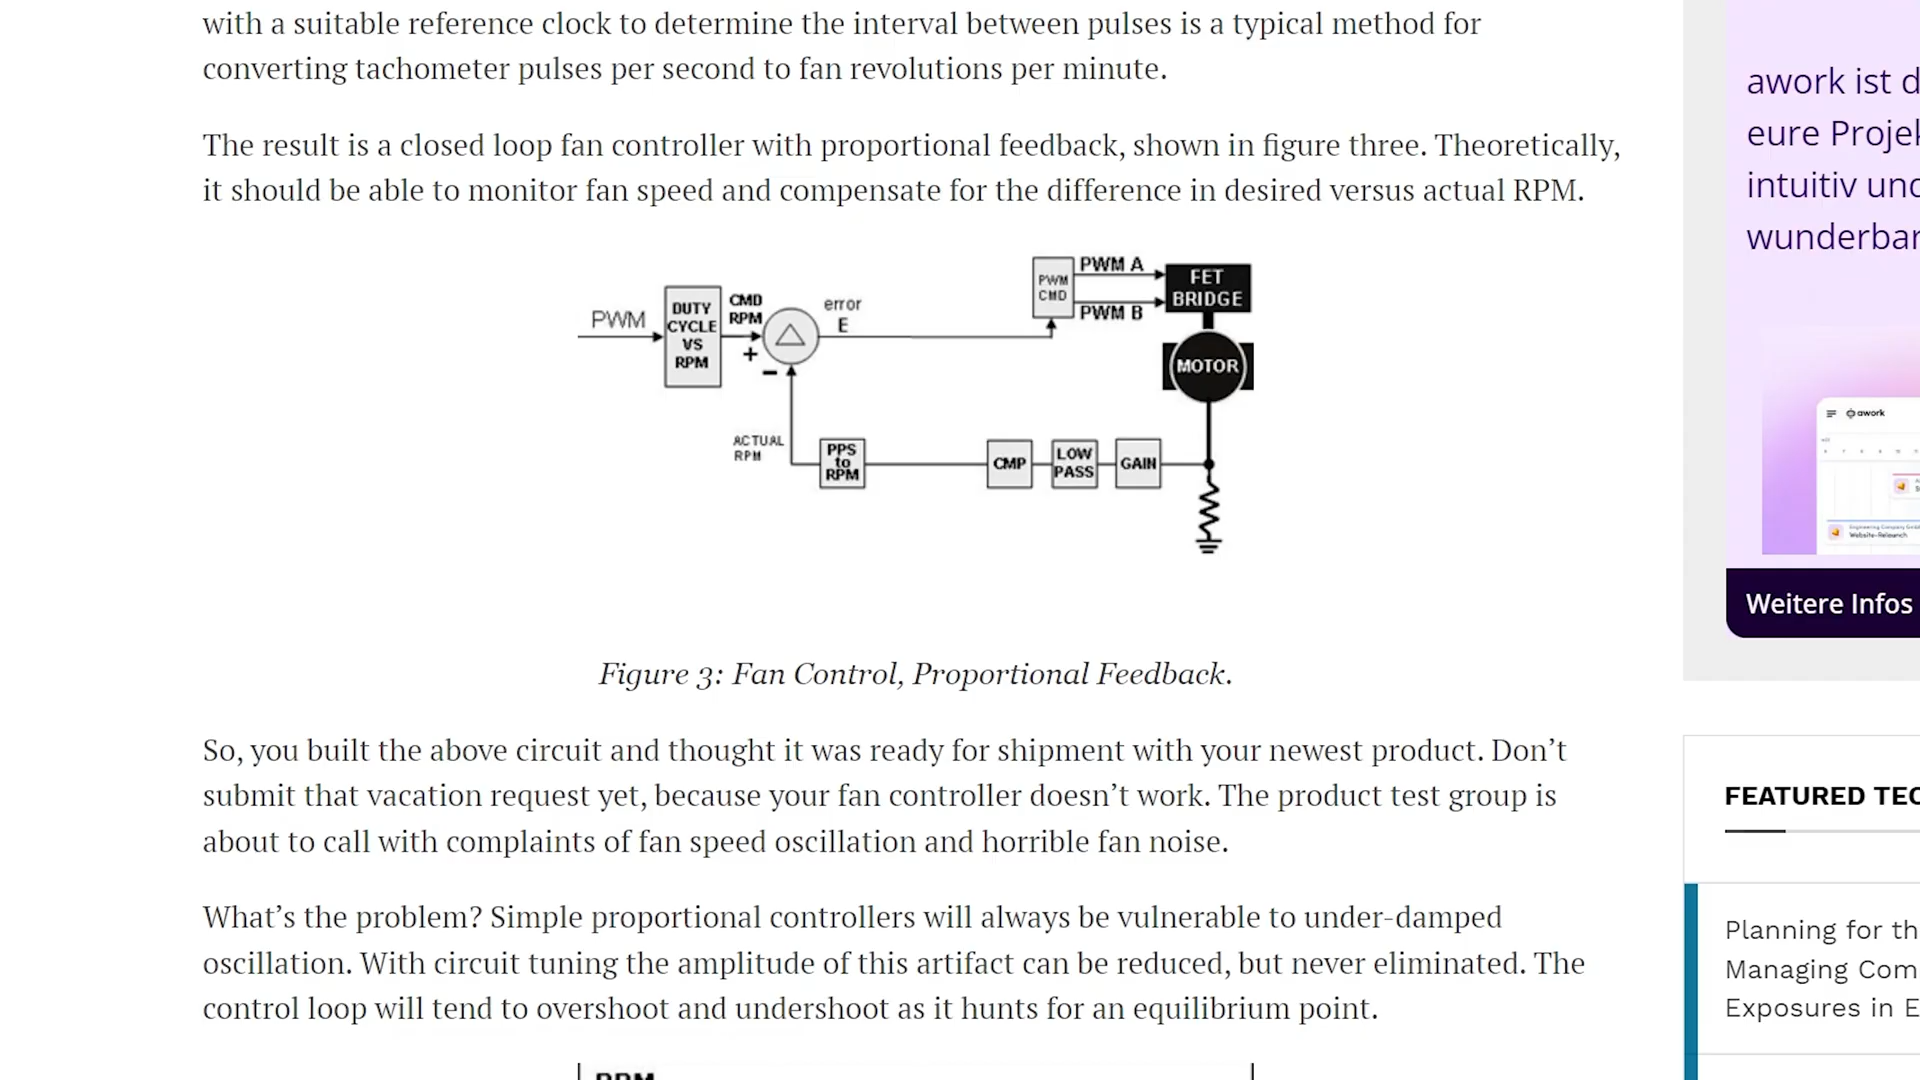 with a suitable reference clock to determine the interval between pulses is a typical method for
converting tachometer pulses per second to fan revolutions per minute.
The result is a closed loop fan controller with proportional feedback, shown in figure three. Theoretically,
it should be able to monitor fan speed and compensate for the difference in desired versus actual RPM.
PWM
DUTY
CYCLE
VS
RPM
CMD
RPM
+
−
error
E
PWM
CMD
PWM A
PWM B
FET
BRIDGE
MOTOR
ACTUAL
RPM
PPS
to
RPM
CMP
LOW
PASS
GAIN
Figure 3: Fan Control, Proportional Feedback.
So, you built the above circuit and thought it was ready for shipment with your newest product. Don’t
submit that vacation request yet, because your fan controller doesn’t work. The product test group is
about to call with complaints of fan speed oscillation and horrible fan noise.
What’s the problem? Simple proportional controllers will always be vulnerable to under-damped
oscillation. With circuit tuning the amplitude of this artifact can be reduced, but never eliminated. The
control loop will tend to overshoot and undershoot as it hunts for an equilibrium point.
RPM
awork ist d
eure Projek
intuitiv und
wunderbar
awork
Website-Relaunch
Weitere Infos
FEATURED TEC
Planning for th
Managing Com
Exposures in E